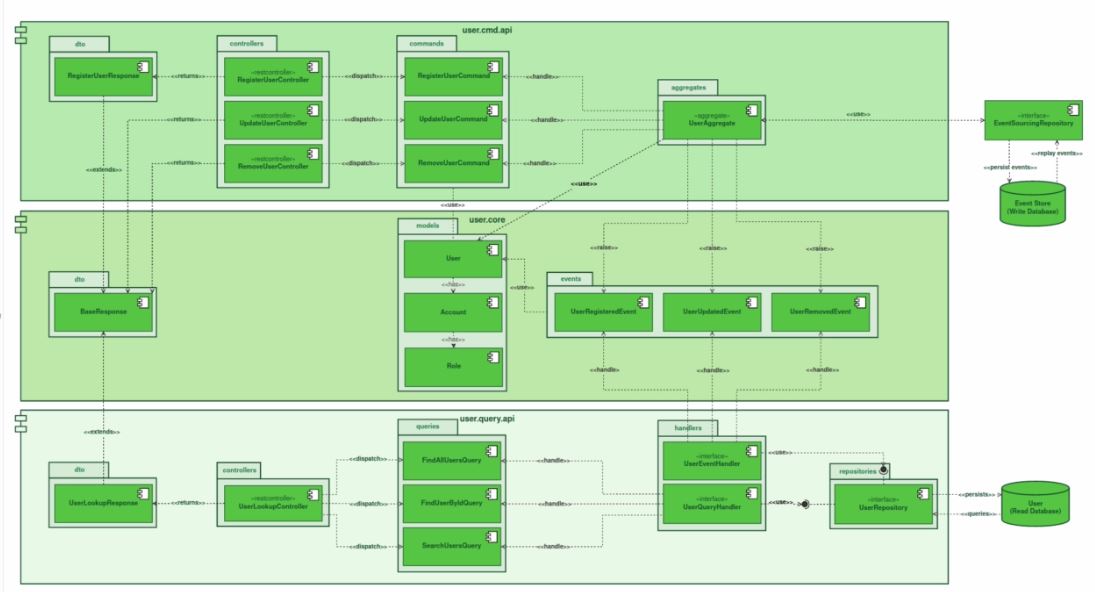 user.cmd.api
dto
controllers
commands
RegisterUserResponse
<<returns>>
«restcontroller»
RegisterUserController
<<dispatch>>
RegisterUserCommand
<<handle>>
aggregates
<<returns>>
«restcontroller»
UpdateUserController
<<dispatch>>
UpdateUserCommand
<<handle>>
«aggregate»
UserAggregate
<<use>>
«interface»
EventSourcingRepository
<<returns>>
«restcontroller»
RemoveUserController
<<dispatch>>
RemoveUserCommand
<<handle>>
<<extends>>
<<use>>
<<persist events>>
<<replay events>>
<<use>>
Event Store
(Write Database)
user.core
models
User
<<raise>>
<<raise>>
<<raise>>
dto
<<has>>
<<use>>
events
BaseResponse
Account
UserRegisteredEvent
UserUpdatedEvent
UserRemovedEvent
<<has>>
Role
<<handle>>
<<handle>>
<<handle>>
user.query.api
<<extends>>
queries
handlers
dto
controllers
<<dispatch>>
FindAllUsersQuery
<<handle>>
«interface»
UserEventHandler
<<use>>
repositories
UserLookupResponse
<<returns>>
«restcontroller»
UserLookupController
<<dispatch>>
FindUserByIdQuery
<<handle>>
«interface»
UserQueryHandler
<<use>>
«interface»
UserRepository
<<persists>>
<<queries>>
User
(Read Database)
<<dispatch>>
SearchUsersQuery
<<handle>>